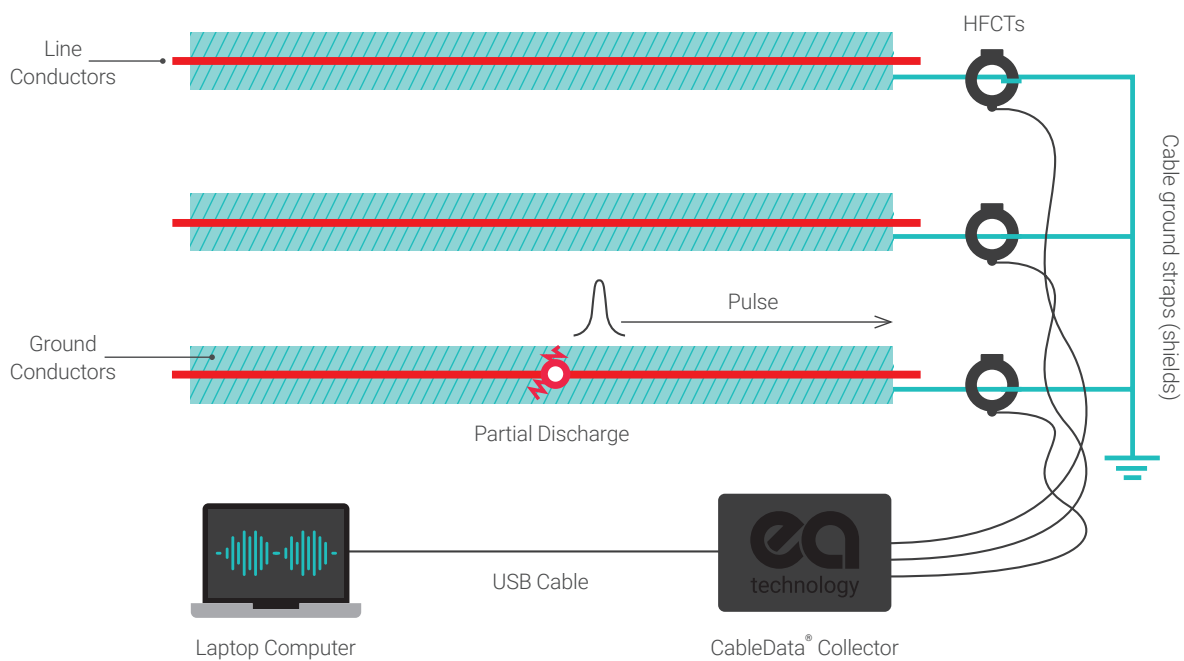 HFCTs
Line
Conductors
Cable ground straps (shields)
Pulse
Ground
Conductors
Partial Discharge
ea
technology
USB Cable
Laptop Computer
CableData® Collector